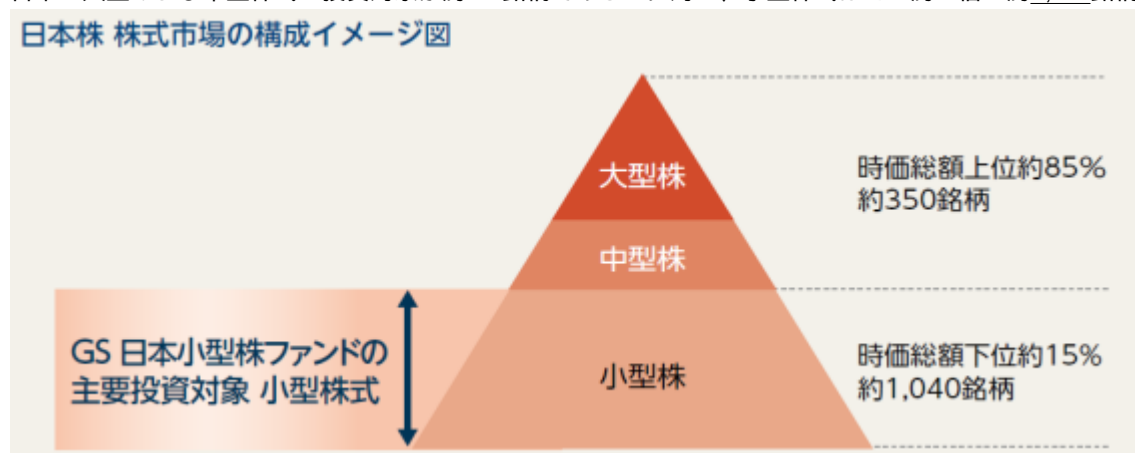 日本株 株式市場の構成イメージ図
大型株
時価総額上位約85%
約350銘柄
中型株
GS 日本小型株ファンドの
主要投資対象 小型株式
小型株
時価総額下位約15%
約1,040銘柄